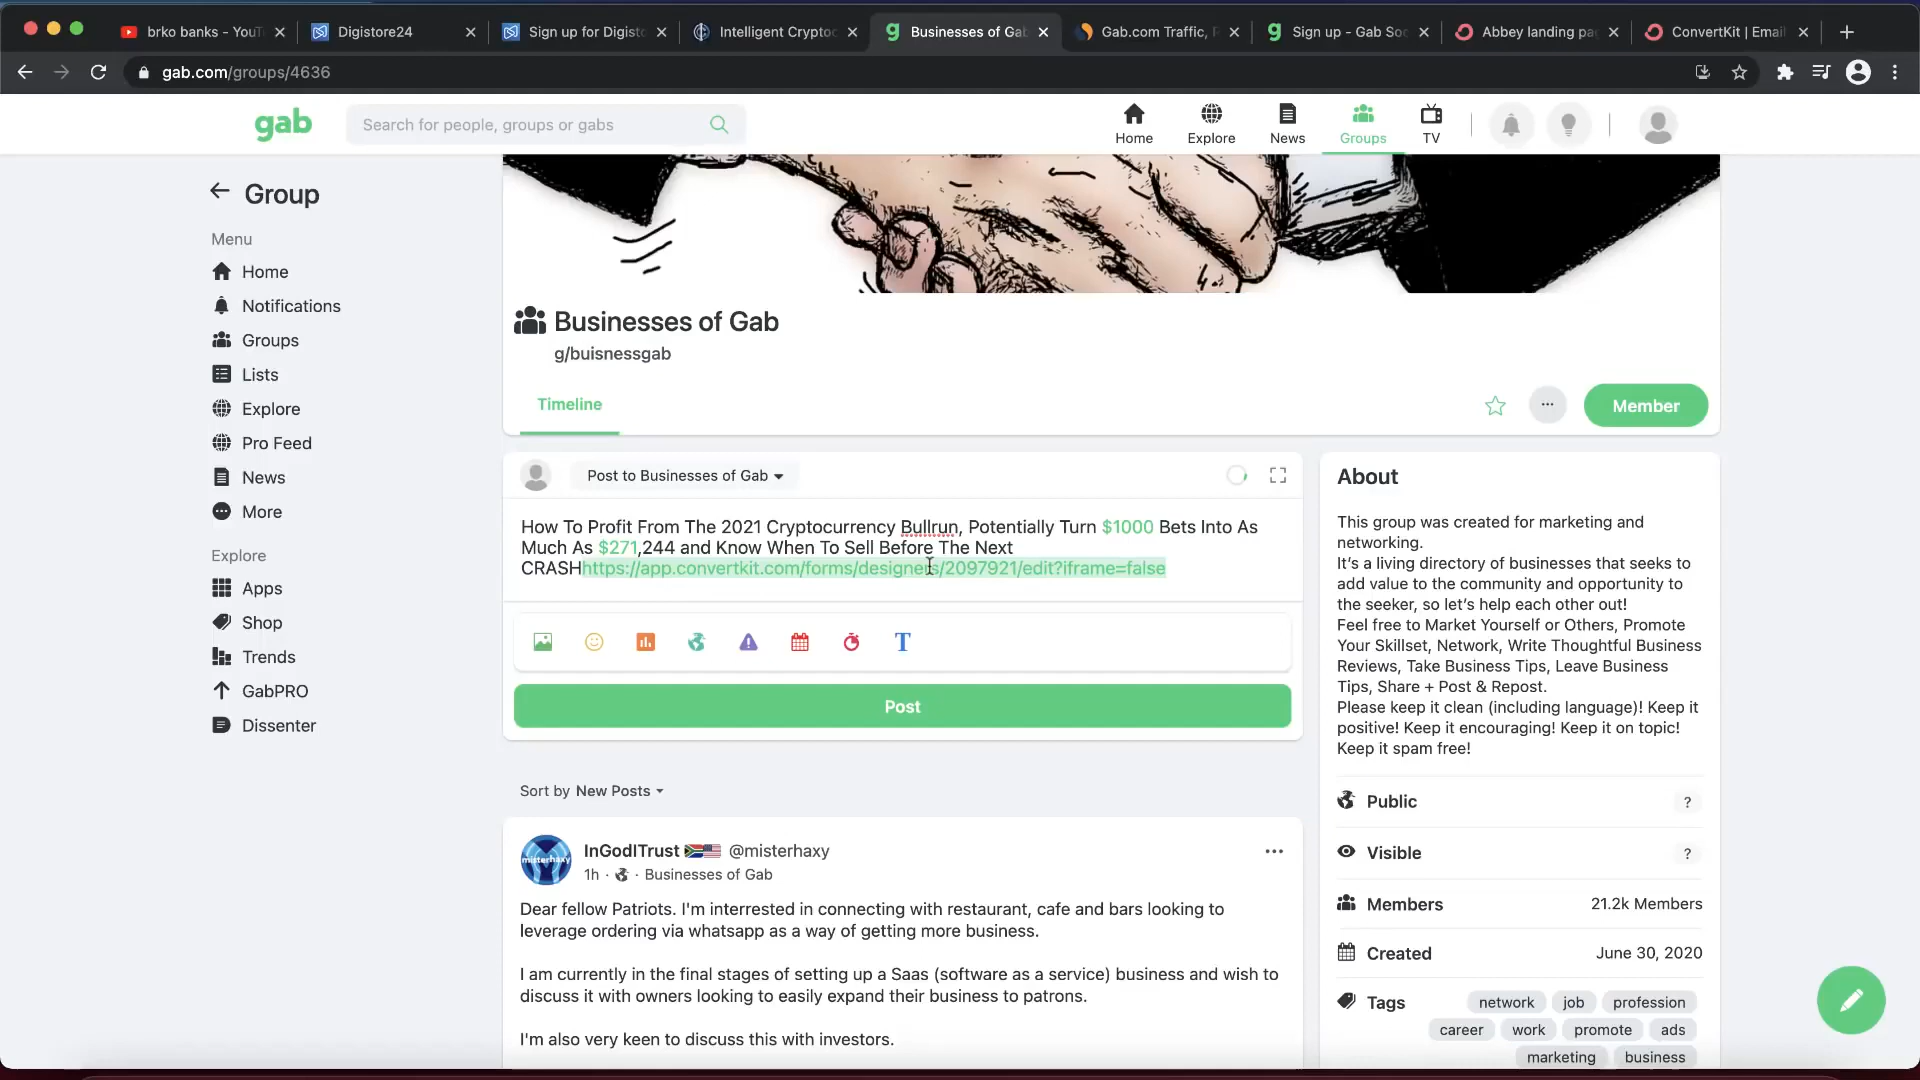 brko banks - YouT
Digistore24
Sign up for Digisto
Intelligent Cryptoc
Businesses of Gab
Gab.com Traffic,
Sign up - Gab Soc
Abbey landing pa
ConvertKit | Email
gab.com/groups/4636
gab
Search for people, groups or gabs
Home
Explore
News
Groups
TV
Group
Menu
Home
Notifications
Groups
Lists
Explore
Pro Feed
News
More
Explore
Apps
Shop
Trends
GabPRO
Dissenter
Businesses of Gab
g/buisnessgab
Timeline
Member
Post to Businesses of Gab
How To Profit From The 2021 Cryptocurrency Bullrun, Potentially Turn $1000 Bets Into As
Much As $271,244 and Know When To Sell Before The Next
CRASHhttps://app.convertkit.com/forms/designers/2097921/edit?iframe=false
T
Post
Sort by New Posts
misterhaxy
InGodITrust @misterhaxy
1h · · Businesses of Gab
Dear fellow Patriots. I'm interrested in connecting with restaurant, cafe and bars looking to
leverage ordering via whatsapp as a way of getting more business.
I am currently in the final stages of setting up a Saas (software as a service) business and wish to
discuss it with owners looking to easily expand their business to patrons.
I'm also very keen to discuss this with investors.
About
This group was created for marketing and
networking.
It's a living directory of businesses that seeks to
add value to the community and opportunity to
the seeker, so let's help each other out!
Feel free to Market Yourself or Others, Promote
Your Skillset, Network, Write Thoughtful Business
Reviews, Take Business Tips, Leave Business
Tips, Share + Post & Repost.
Please keep it clean (including language)! Keep it
positive! Keep it encouraging! Keep it on topic!
Keep it spam free!
Public ?
Visible ?
Members 21.2k Members
Created June 30, 2020
Tags network job profession
career work promote ads
marketing business